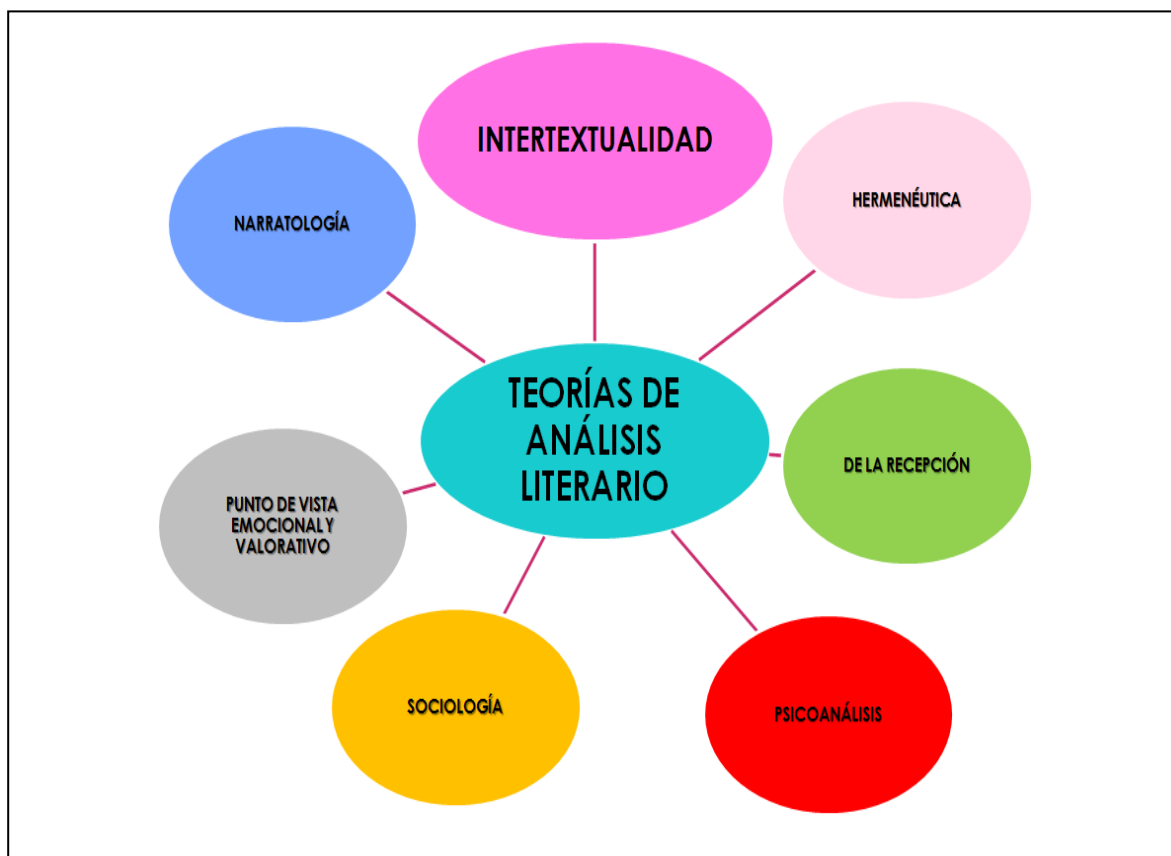 INTERTEXTUALIDAD
HERMENÉUTICA
NARRATOLOGÍA
TEORÍAS DE
ANÁLISIS
LITERARIO
DE LA RECEPCIÓN
PUNTO DE VISTA
EMOCIONAL Y
VALORATIVO
SOCIOLOGÍA
PSICOANÁLISIS